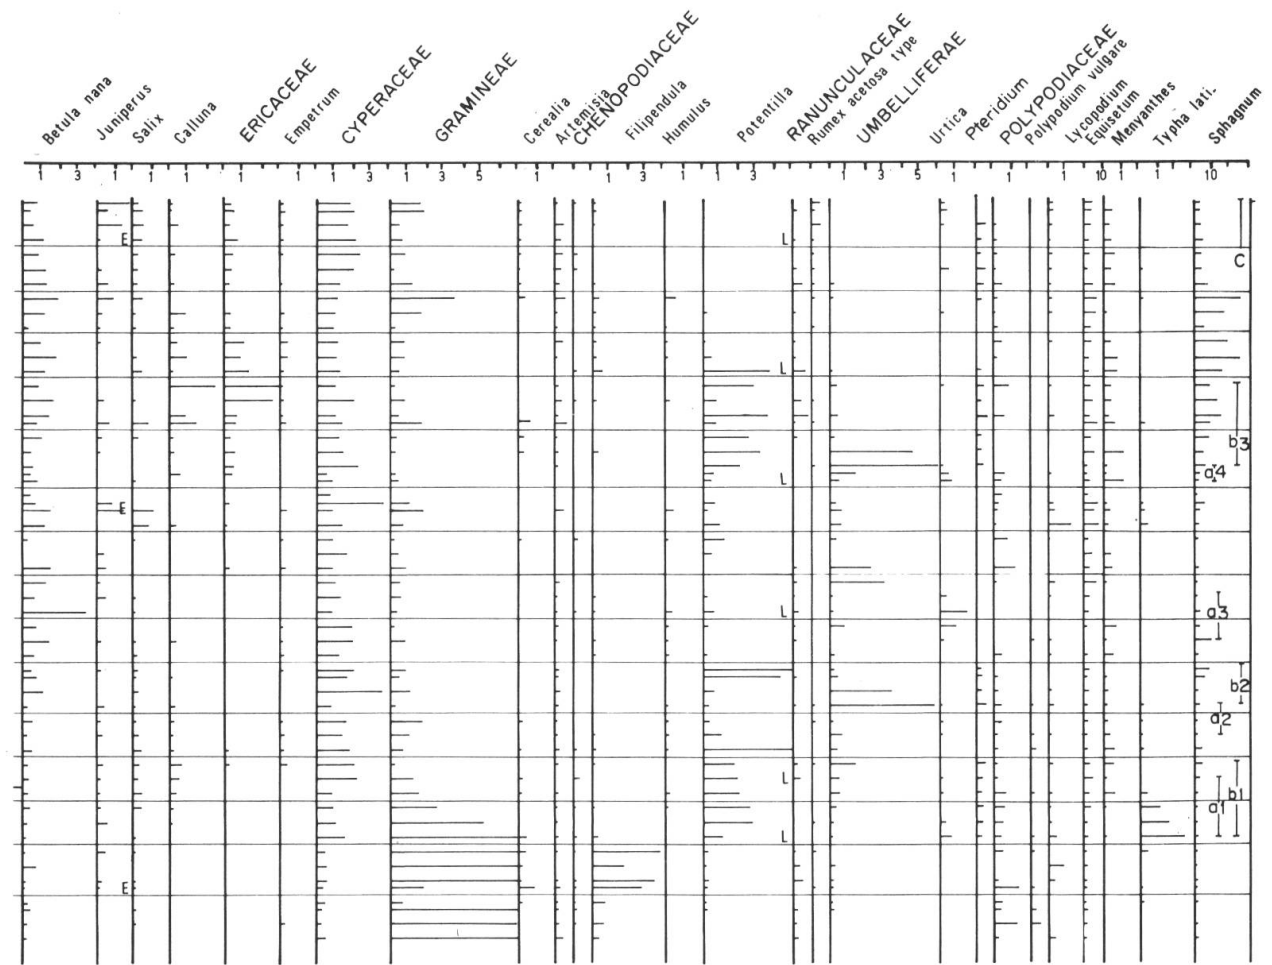 Betula nana
Juniperus
Salix
Calluna
ERICACEAE
Empetrum
CYPERACEAE
GRAMINEAE
Cerealia
Artemisia
CHENOPODIACEAE
Filipendula
Humulus
Potentilla
RANUNCULACEAE
Rumex acetosa type
UMBELLIFERAE
Urtica
Pteridium
POLYPODIACEAE
Polypodium vulgare
Lycopodium
Equisetum
Menyanthes
Typha lati.
Sphagnum
1 3 1 1 1 1 1 1 3 1 3 5 1 1 3 1 1 3 1 3 5 1 1 1 10 1 1 10
E L
C
L
b3
a4
L
E
a3
L
b2
a2
L
b1
a1
L
E